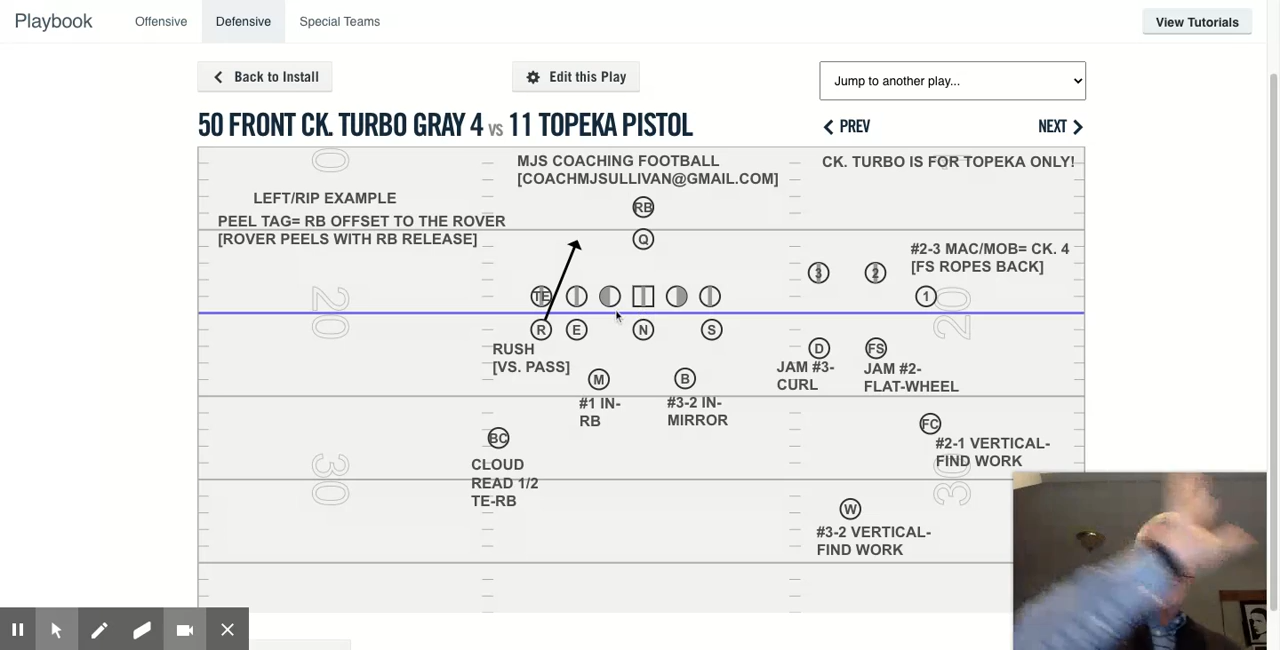 Playbook
Offensive
Defensive
Special Teams
View Tutorials
Back to Install
Edit this Play
Jump to another play...
50 FRONT CK. TURBO GRAY 4 VS 11 TOPEKA PISTOL
PREV
NEXT
MJS COACHING FOOTBALL
[COACHMJSULLIVAN@GMAIL.COM]
CK. TURBO IS FOR TOPEKA ONLY!
LEFT/RIP EXAMPLE
PEEL TAG= RB OFFSET TO THE ROVER
[ROVER PEELS WITH RB RELEASE]
RB
Q
#2-3 MAC/MOB= CK. 4
[FS ROPES BACK]
3
2
TE
1
0
20
20
R
E
N
S
D
FS
RUSH
[VS. PASS]
M
B
JAM #3-
CURL
JAM #2-
FLAT-WHEEL
#1 IN-
RB
#3-2 IN-
MIRROR
BC
FC
#2-1 VERTICAL-
FIND WORK
CLOUD
READ 1/2
TE-RB
30
30
W
#3-2 VERTICAL-
FIND WORK